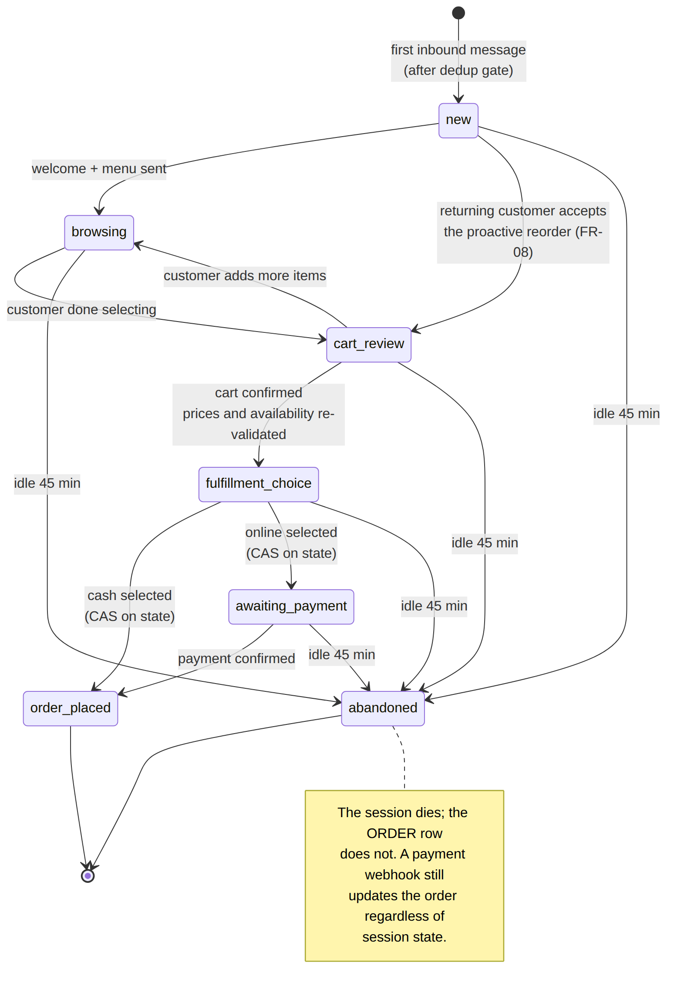 first inbound message
(after dedup gate)
new
welcome + menu sent
returning customer accepts
the proactive reorder (FR-
08)
browsing
customer adds more items
customer done selecting
cart_review
cart confirmed
prices and availability re-
validated
idle 45 min
idle 45 min
fulfillment_choice
online selected
(CAS on state)
idle 45 min
cash selected
(CAS on state)
awaiting_payment
idle 45 min
payment confirmed
idle 45 min
order_placed
abandoned
The session dies; the
ORDER row
does not. A payment
webhook still
updates the order
regardless of
session state.